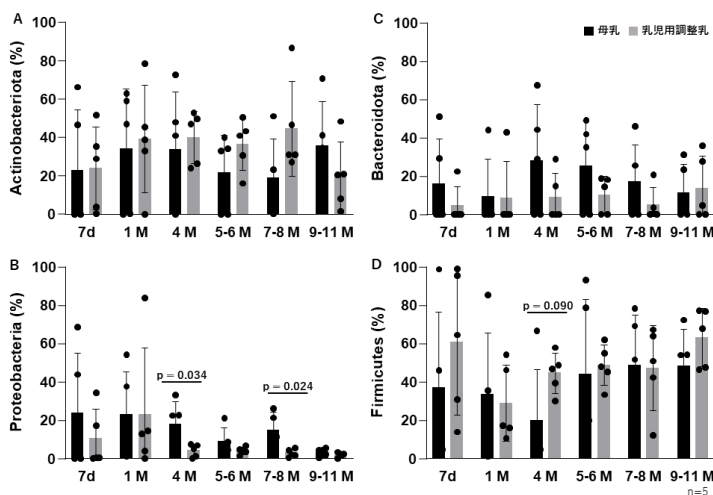 A
Actinobacteriota (%)
100
80
60
40
20
0
7d 1 M 4 M 5-6 M 7-8 M 9-11 M
C
母乳 乳児用調整乳
Bacteroidota (%)
100
80
60
40
20
0
7d 1 M 4 M 5-6 M 7-8 M 9-11 M
B
Proteobacteria (%)
100
80
60
40
20
0
p = 0.034
p = 0.024
7d 1 M 4 M 5-6 M 7-8 M 9-11 M
D
Firmicutes (%)
100
80
60
40
20
0
p = 0.090
7d 1 M 4 M 5-6 M 7-8 M 9-11 M
n=5